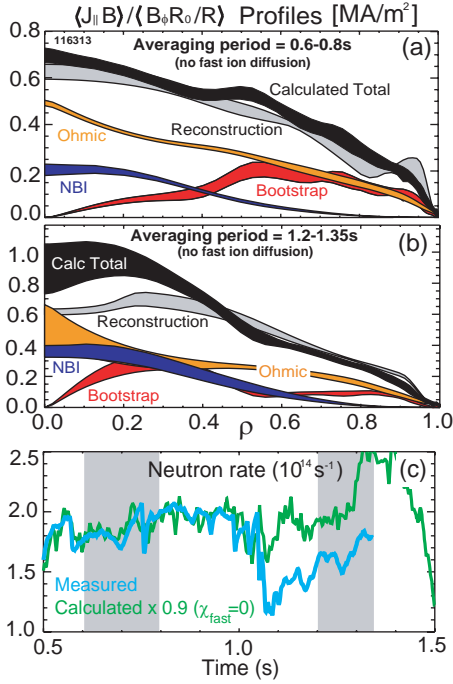 ⟨J∥B⟩/⟨BϕR0/R⟩ Profiles [MA/m²]
0.8
116313
Averaging period = 0.6-0.8s
(a)
(no fast ion diffusion)
Calculated Total
0.6
Ohmic
Reconstruction
0.4
0.2
NBI
Bootstrap
0.0
Averaging period = 1.2-1.35s
(b)
(no fast ion diffusion)
1.0
Calc Total
0.8
0.6
Reconstruction
0.4
NBI
Ohmic
0.2
Bootstrap
0.0
0.0 0.2 0.4 ρ 0.6 0.8 1.0
2.5
Neutron rate (10¹⁴s⁻¹)
(c)
2.0
1.5
Measured
Calculated x 0.9 (χfast=0)
1.0
0.5 1.0 1.5
Time (s)